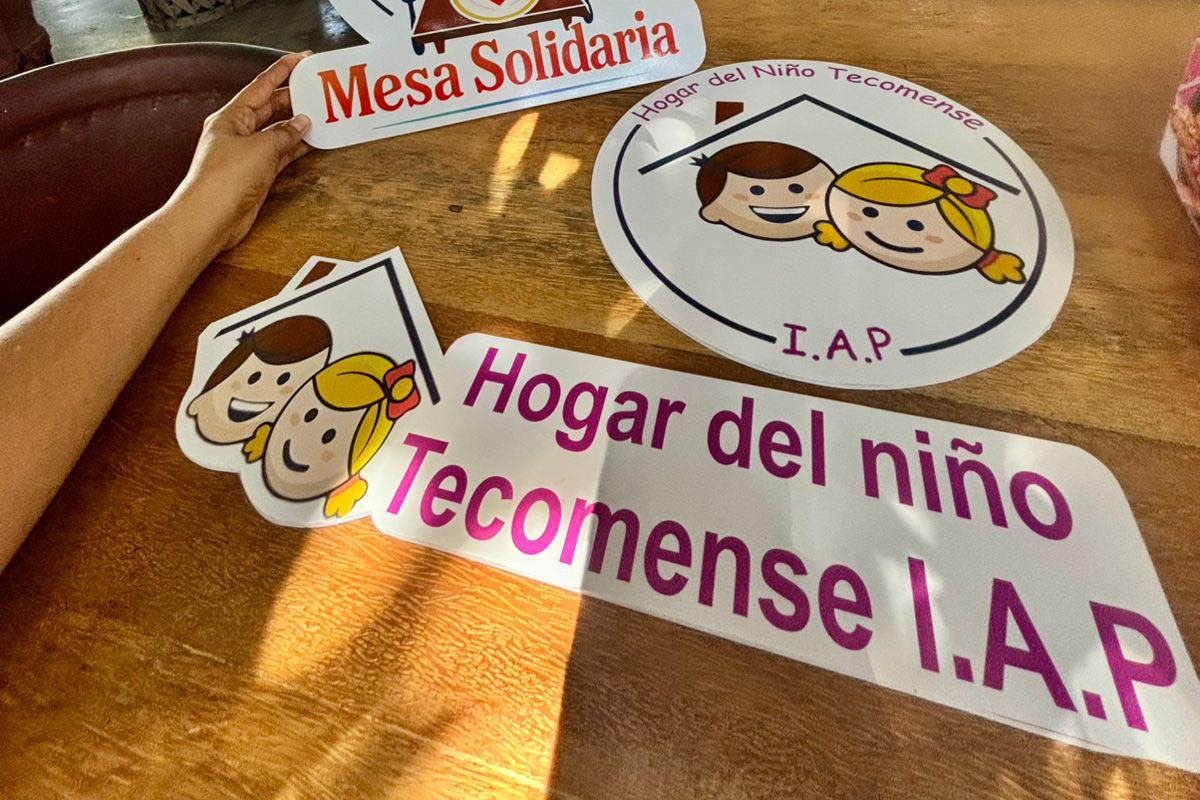 Mesa Solidaria
Hogar del Niño Tecomense
I.A.P
Hogar del niño
Tecomense I.A.P